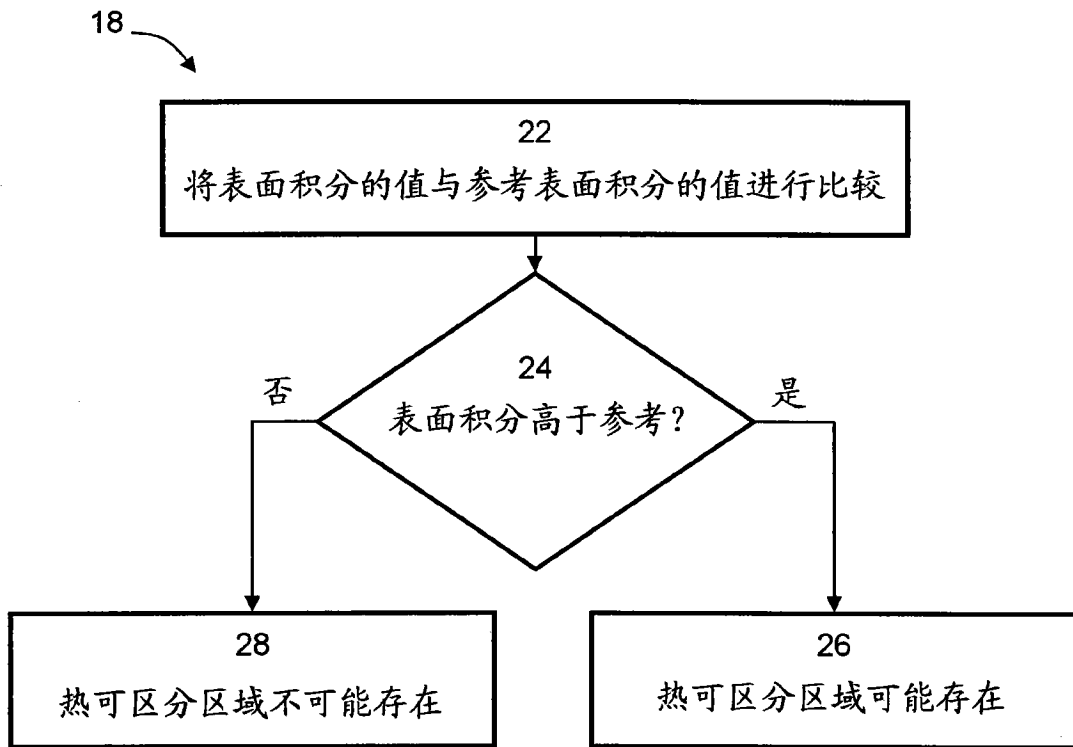 18
22
将表面积分的值与参考表面积分的值进行比较
24
表面积分高于参考？
否
是
28
热可区分区域不可能存在
26
热可区分区域可能存在